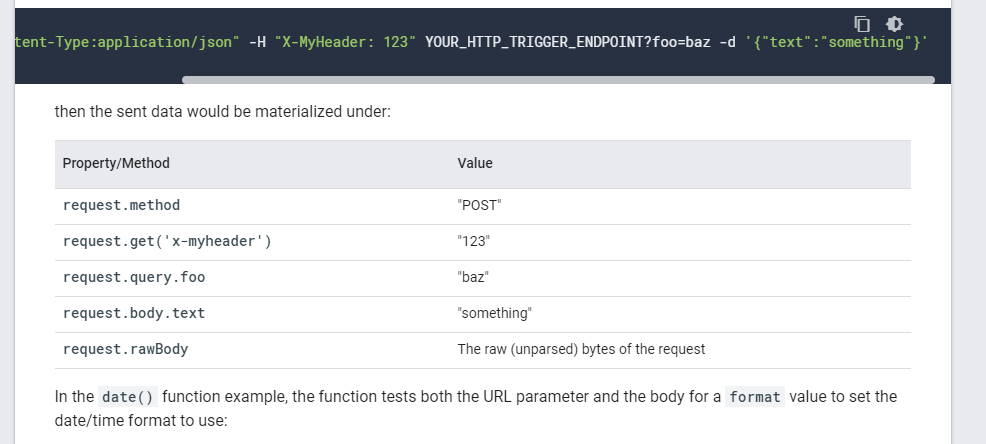 tent-Type:application/json" -H "X-MyHeader: 123" YOUR_HTTP_TRIGGER_ENDPOINT?foo=baz -d '{"text":"something"}'
then the sent data would be materialized under:
Property/Method Value
request.method "POST"
request.get('x-myheader') "123"
request.query.foo "baz"
request.body.text "something"
request.rawBody The raw (unparsed) bytes of the request
In the date() function example, the function tests both the URL parameter and the body for a format value to set the
date/time format to use: